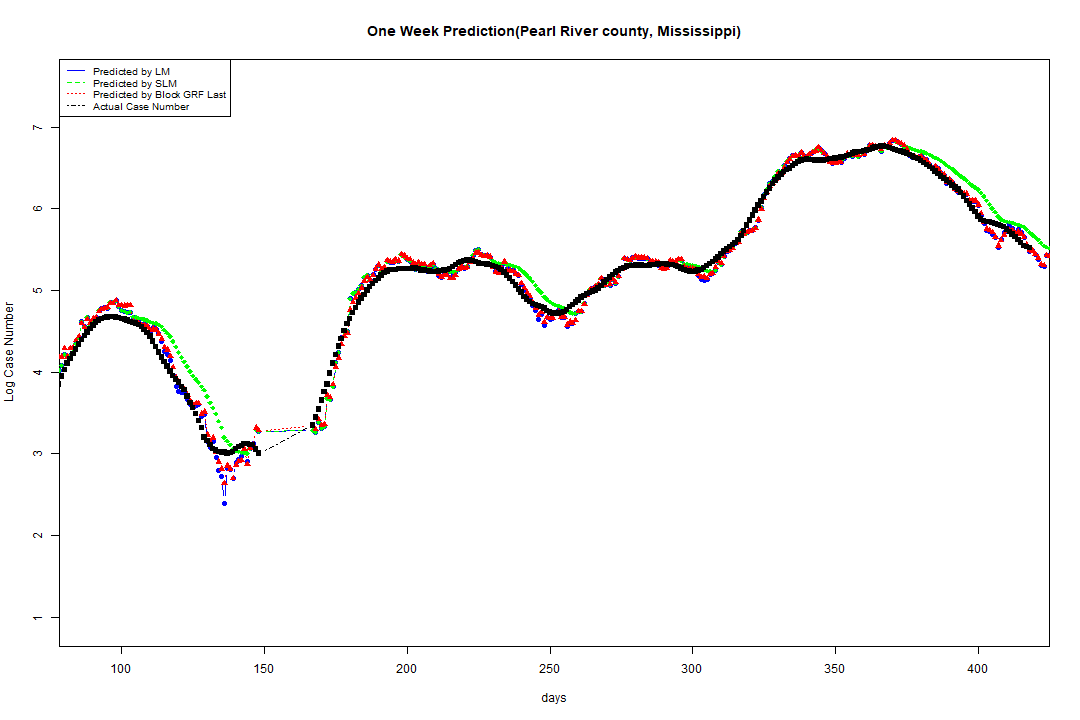 One Week Prediction(Pearl River county, Mississippi)
Predicted by LM
Predicted by SLM
Predicted by Block GRF Last
Actual Case Number
7
6
5
4
3
2
1
Log Case Number
100 150 200 250 300 350 400
days